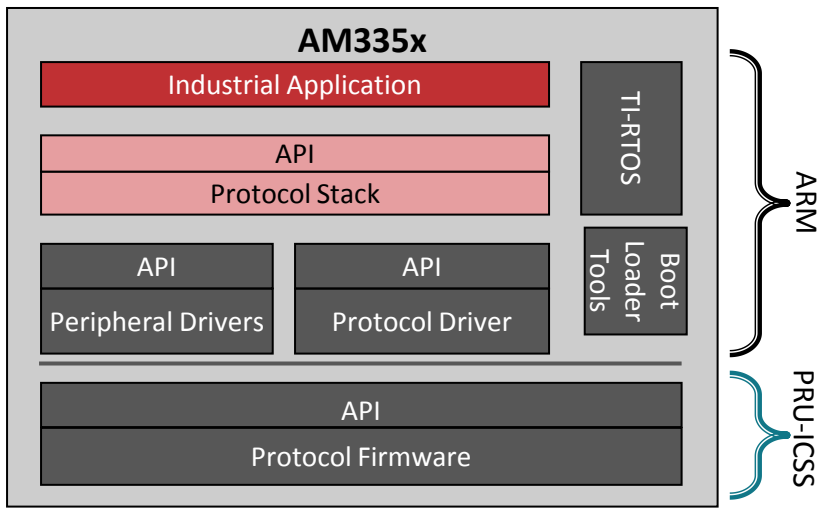 AM335x
Industrial Application
TI-RTOS
API
Protocol Stack
ARM
API
Peripheral Drivers
API
Protocol Driver
Boot
Loader
Tools
API
Protocol Firmware
PRU-ICSS